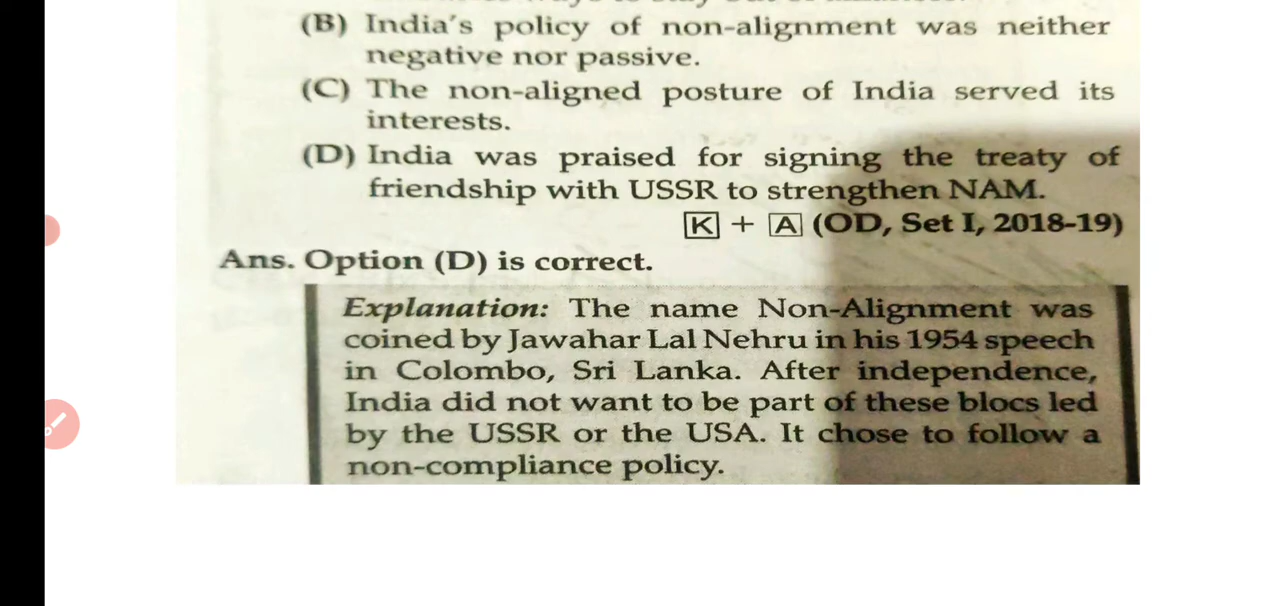 (B) India's policy of non-alignment was neither
negative nor passive.
(C) The non-aligned posture of India served its
interests.
(D) India was praised for signing the treaty of
friendship with USSR to strengthen NAM.
K + A (OD, Set I, 2018-19)
Ans. Option (D) is correct.
Explanation: The name Non-Alignment was
coined by Jawahar Lal Nehru in his 1954 speech
in Colombo, Sri Lanka. After independence,
India did not want to be part of these blocs led
by the USSR or the USA. It chose to follow a
non-compliance policy.